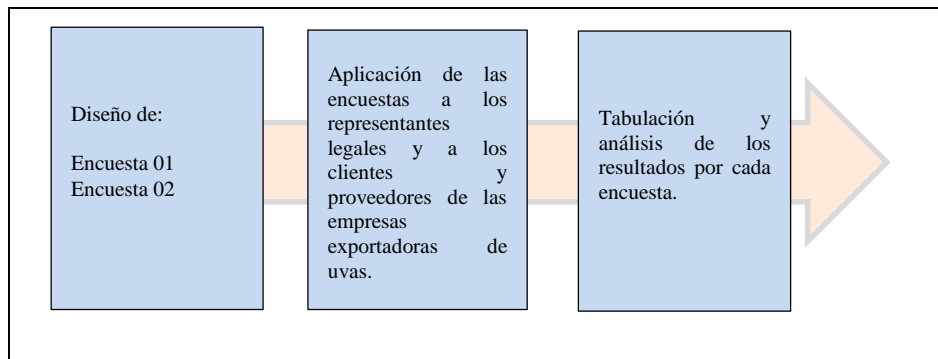 Diseño de:
Encuesta 01
Encuesta 02
Aplicación de las
encuestas a los
representantes
legales y a los
clientes y
proveedores de las
empresas
exportadoras de
uvas.
Tabulación y
análisis de los
resultados por cada
encuesta.